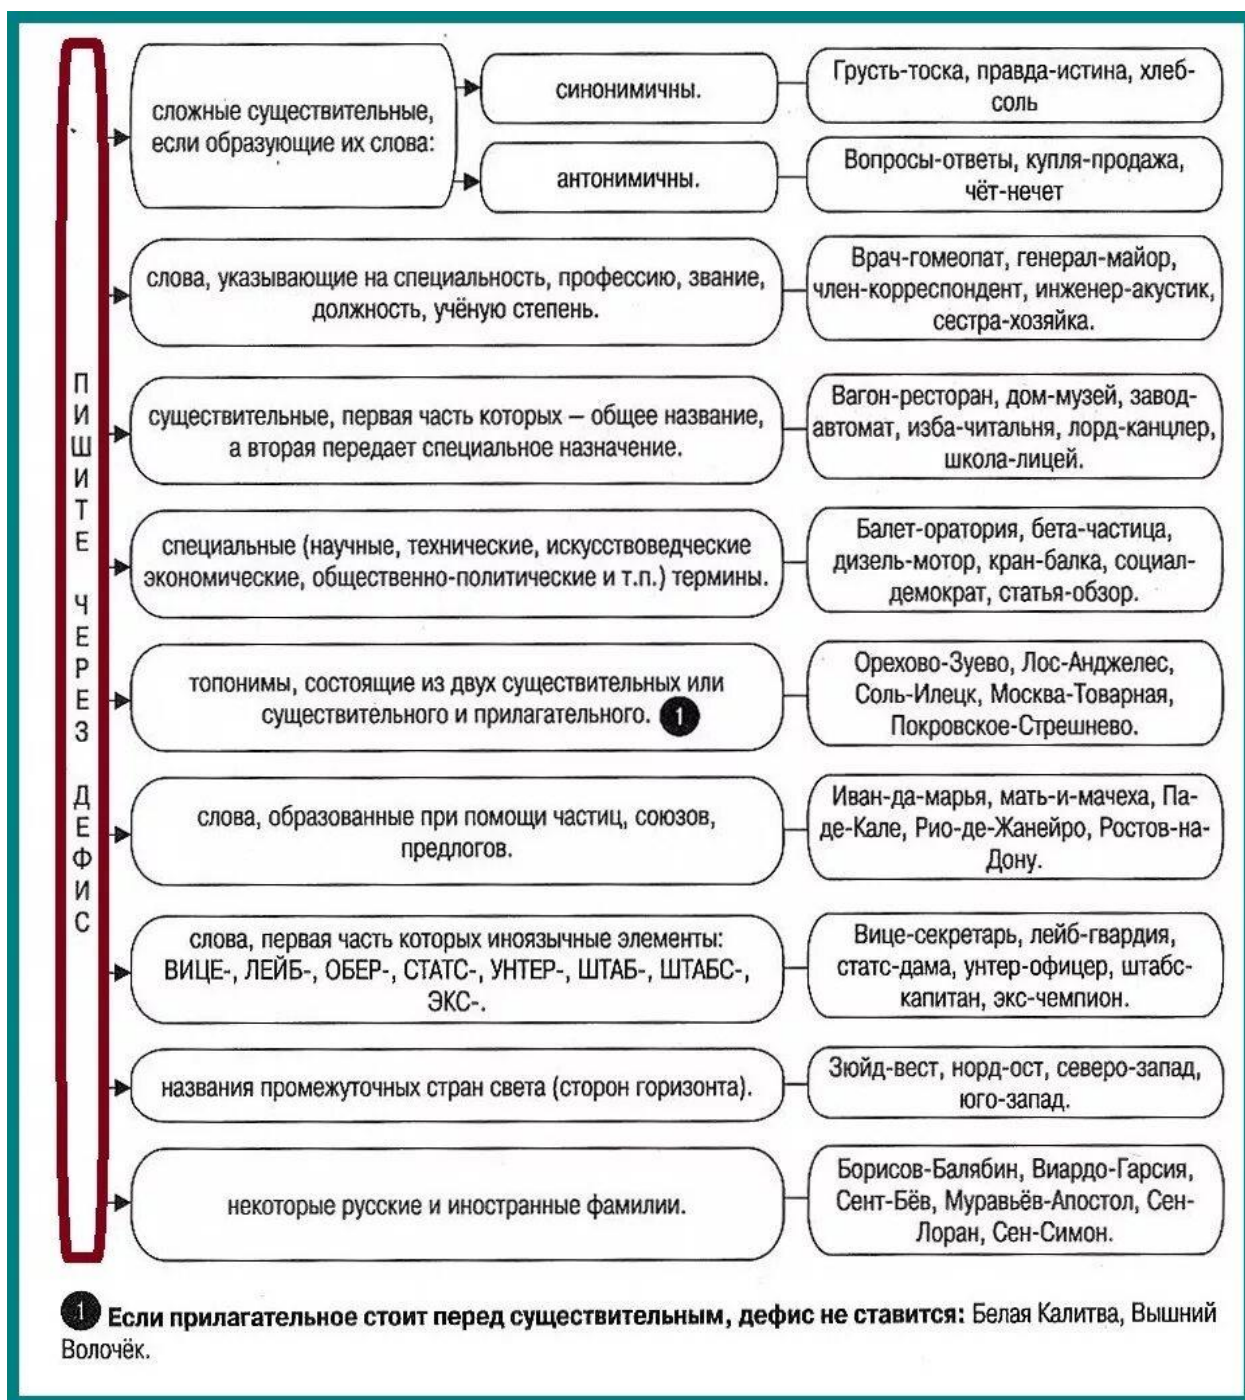 ПИШИТЕ ЧЕРЕЗ ДЕФИС
сложные существительные,
если образующие их слова:
синонимичны.
Грусть-тоска, правда-истина, хлеб-
соль
антонимичны.
Вопросы-ответы, купля-продажа,
чёт-нечет
слова, указывающие на специальность, профессию, звание,
должность, учёную степень.
Врач-гомеопат, генерал-майор,
член-корреспондент, инженер-акустик,
сестра-хозяйка.
существительные, первая часть которых – общее название,
а вторая передает специальное назначение.
Вагон-ресторан, дом-музей, завод-
автомат, изба-читальня, лорд-канцлер,
школа-лицей.
специальные (научные, технические, искусствоведческие
экономические, общественно-политические и т.п.) термины.
Балет-оратория, бета-частица,
дизель-мотор, кран-балка, социал-
демократ, статья-обзор.
топонимы, состоящие из двух существительных или
существительного и прилагательного. 1
Орехово-Зуево, Лос-Анджелес,
Соль-Илецк, Москва-Товарная,
Покровское-Стрешнево.
слова, образованные при помощи частиц, союзов,
предлогов.
Иван-да-марья, мать-и-мачеха, Па-
де-Кале, Рио-де-Жанейро, Ростов-на-
Дону.
слова, первая часть которых иноязычные элементы:
ВИЦЕ-, ЛЕЙБ-, ОБЕР-, СТАТС-, УНТЕР-, ШТАБ-, ШТАБС-,
ЭКС-.
Вице-секретарь, лейб-гвардия,
статс-дама, унтер-офицер, штабс-
капитан, экс-чемпион.
названия промежуточных стран света (сторон горизонта).
Зюйд-вест, норд-ост, северо-запад,
юго-запад.
некоторые русские и иностранные фамилии.
Борисов-Балябин, Виардо-Гарсия,
Сент-Бёв, Муравьёв-Апостол, Сен-
Лоран, Сен-Симон.
1 Если прилагательное стоит перед существительным, дефис не ставится: Белая Калитва, Вышний
Волочёк.